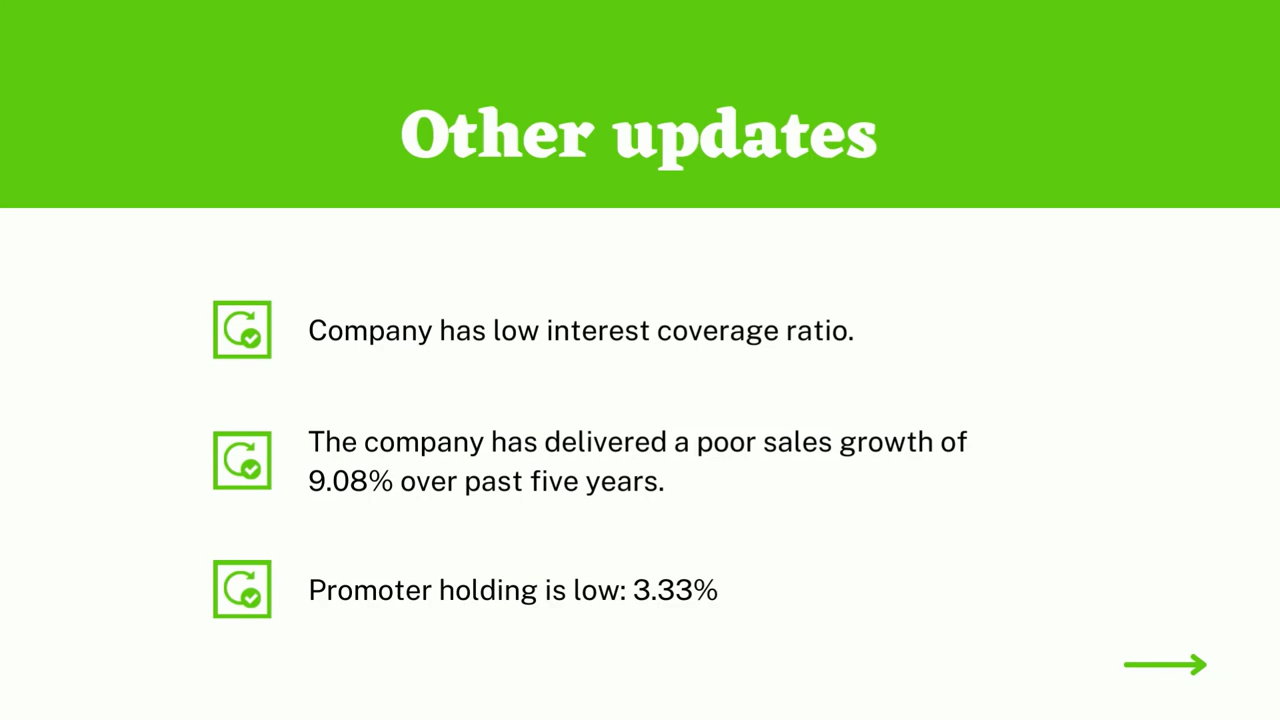 Other updates
Company has low interest coverage ratio.
The company has delivered a poor sales growth of
9.08% over past five years.
Promoter holding is low: 3.33%